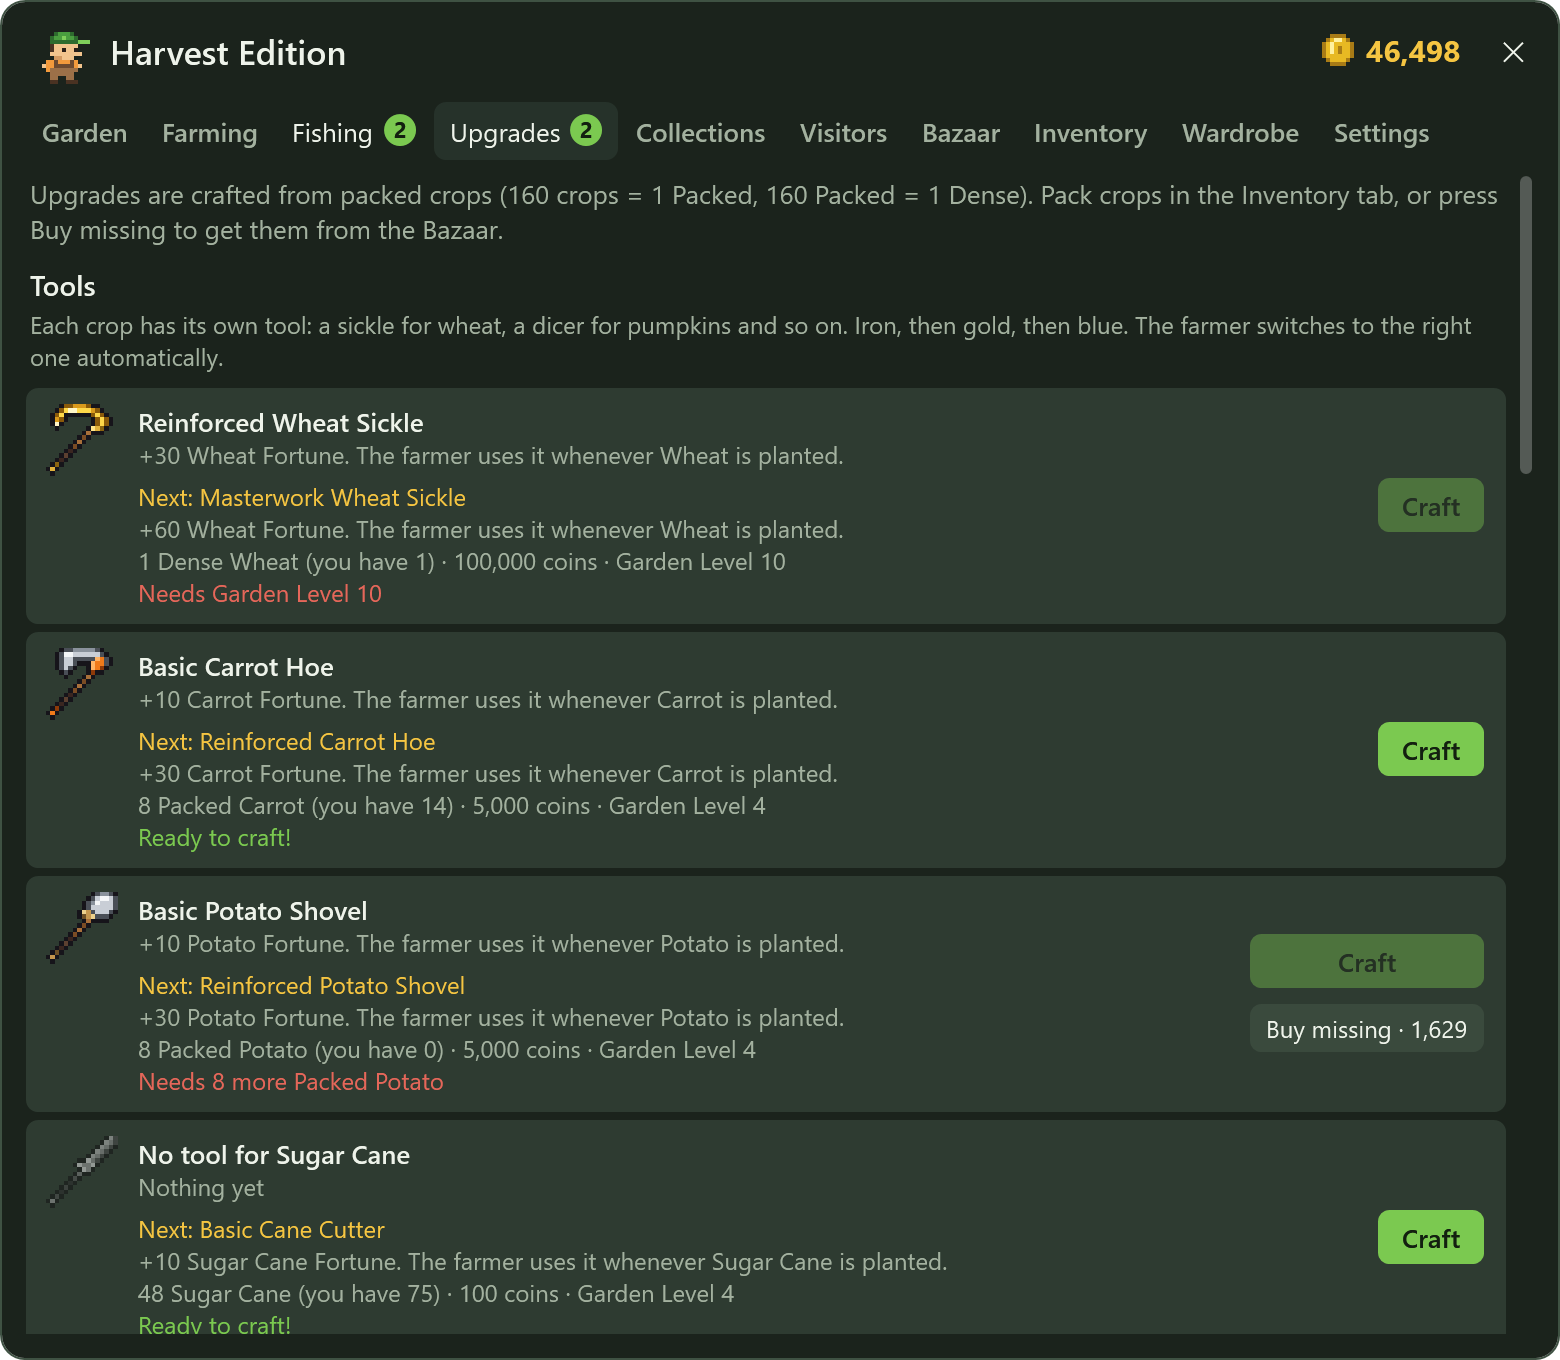 Harvest Edition
46,498
Garden Farming Fishing 2 Upgrades 2 Collections Visitors Bazaar Inventory Wardrobe Settings
Upgrades are crafted from packed crops (160 crops = 1 Packed, 160 Packed = 1 Dense). Pack crops in the Inventory tab, or press
Buy missing to get them from the Bazaar.
Tools
Each crop has its own tool: a sickle for wheat, a dicer for pumpkins and so on. Iron, then gold, then blue. The farmer switches to the right
one automatically.
Reinforced Wheat Sickle
+30 Wheat Fortune. The farmer uses it whenever Wheat is planted.
Next: Masterwork Wheat Sickle
+60 Wheat Fortune. The farmer uses it whenever Wheat is planted.
1 Dense Wheat (you have 1) · 100,000 coins · Garden Level 10
Needs Garden Level 10
Craft
Basic Carrot Hoe
+10 Carrot Fortune. The farmer uses it whenever Carrot is planted.
Next: Reinforced Carrot Hoe
+30 Carrot Fortune. The farmer uses it whenever Carrot is planted.
8 Packed Carrot (you have 14) · 5,000 coins · Garden Level 4
Ready to craft!
Craft
Basic Potato Shovel
+10 Potato Fortune. The farmer uses it whenever Potato is planted.
Next: Reinforced Potato Shovel
+30 Potato Fortune. The farmer uses it whenever Potato is planted.
8 Packed Potato (you have 0) · 5,000 coins · Garden Level 4
Needs 8 more Packed Potato
Craft
Buy missing · 1,629
No tool for Sugar Cane
Nothing yet
Next: Basic Cane Cutter
+10 Sugar Cane Fortune. The farmer uses it whenever Sugar Cane is planted.
48 Sugar Cane (you have 75) · 100 coins · Garden Level 4
Ready to craft!
Craft